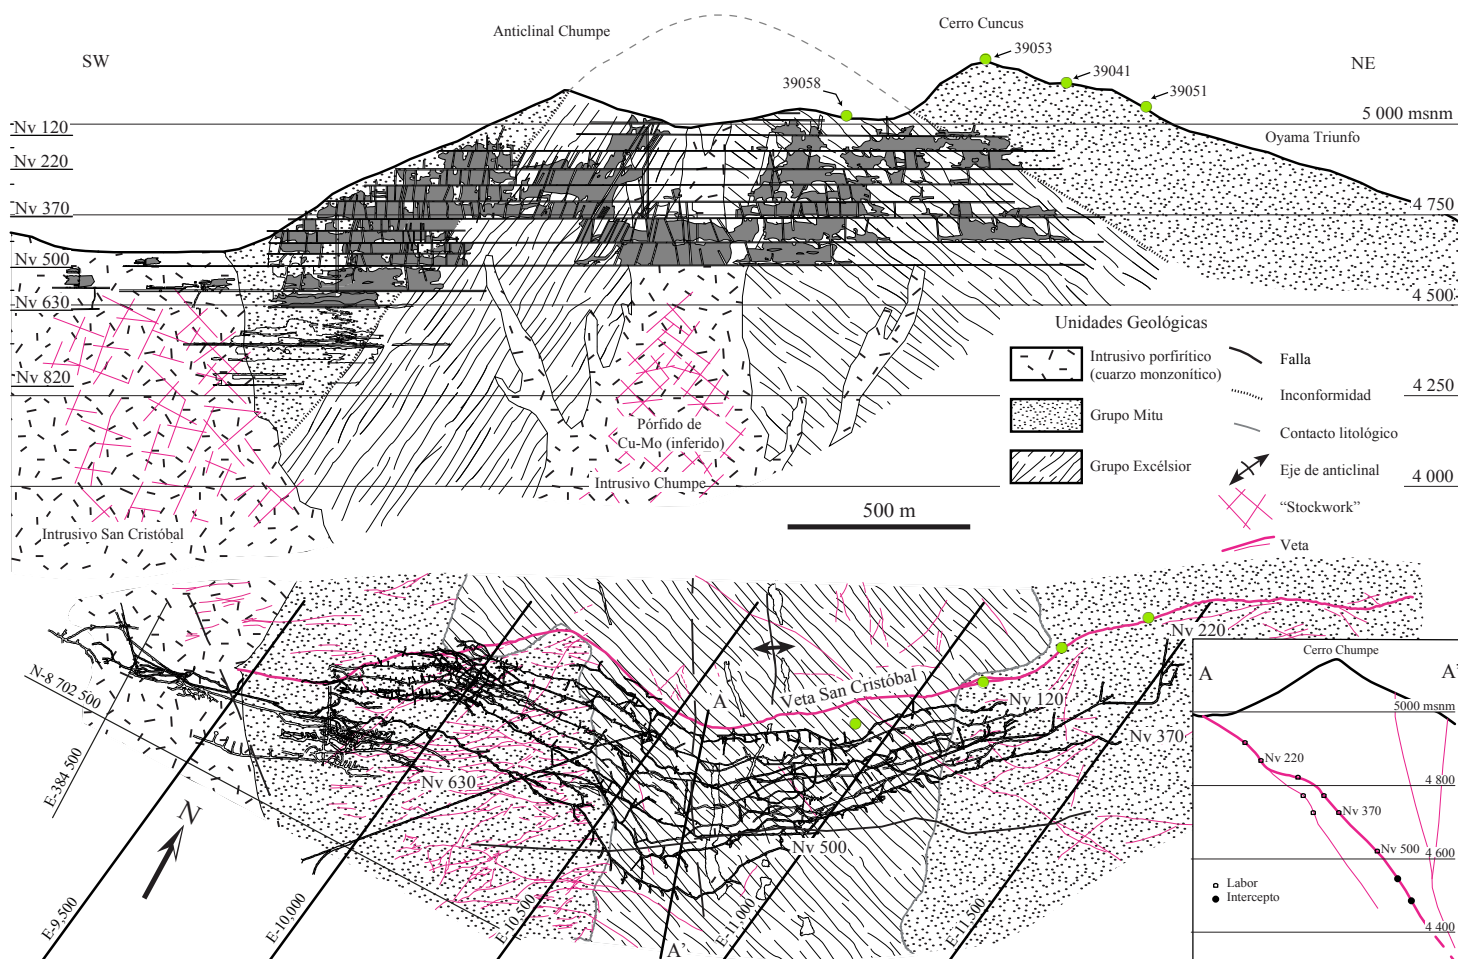 Anticlinal Chumpe
Cerro Cuncus
SW
NE
39053
39041
39058
39051
5 000 msnm
Nv 120
Oyama Triunfo
Nv 220
Nv 370
4 750
Nv 500
Nv 630
4 500
Nv 820
4 250
Pórfido de
Cu-Mo (inferido)
Intrusivo Chumpe
4 000
Intrusivo San Cristóbal
500 m
Unidades Geológicas
Intrusivo porfirítico
(cuarzo monzonítico)
Grupo Mitu
Grupo Excélsior
Falla
Inconformidad
Contacto litológico
Eje de anticlinal
“Stockwork”
Veta
N-8 702 500
E-384 500
N
E-9,500
E-10,000
E-10,500
E-11,000
E-11,500
Veta San Cristóbal
A
A'
Nv 220
Nv 120
Nv 370
Nv 630
Nv 500
Cerro Chumpe
A
A'
5000 msnm
Nv 220
4 800
Nv 370
Nv 500
4 600
Labor
Intercepto
4 400